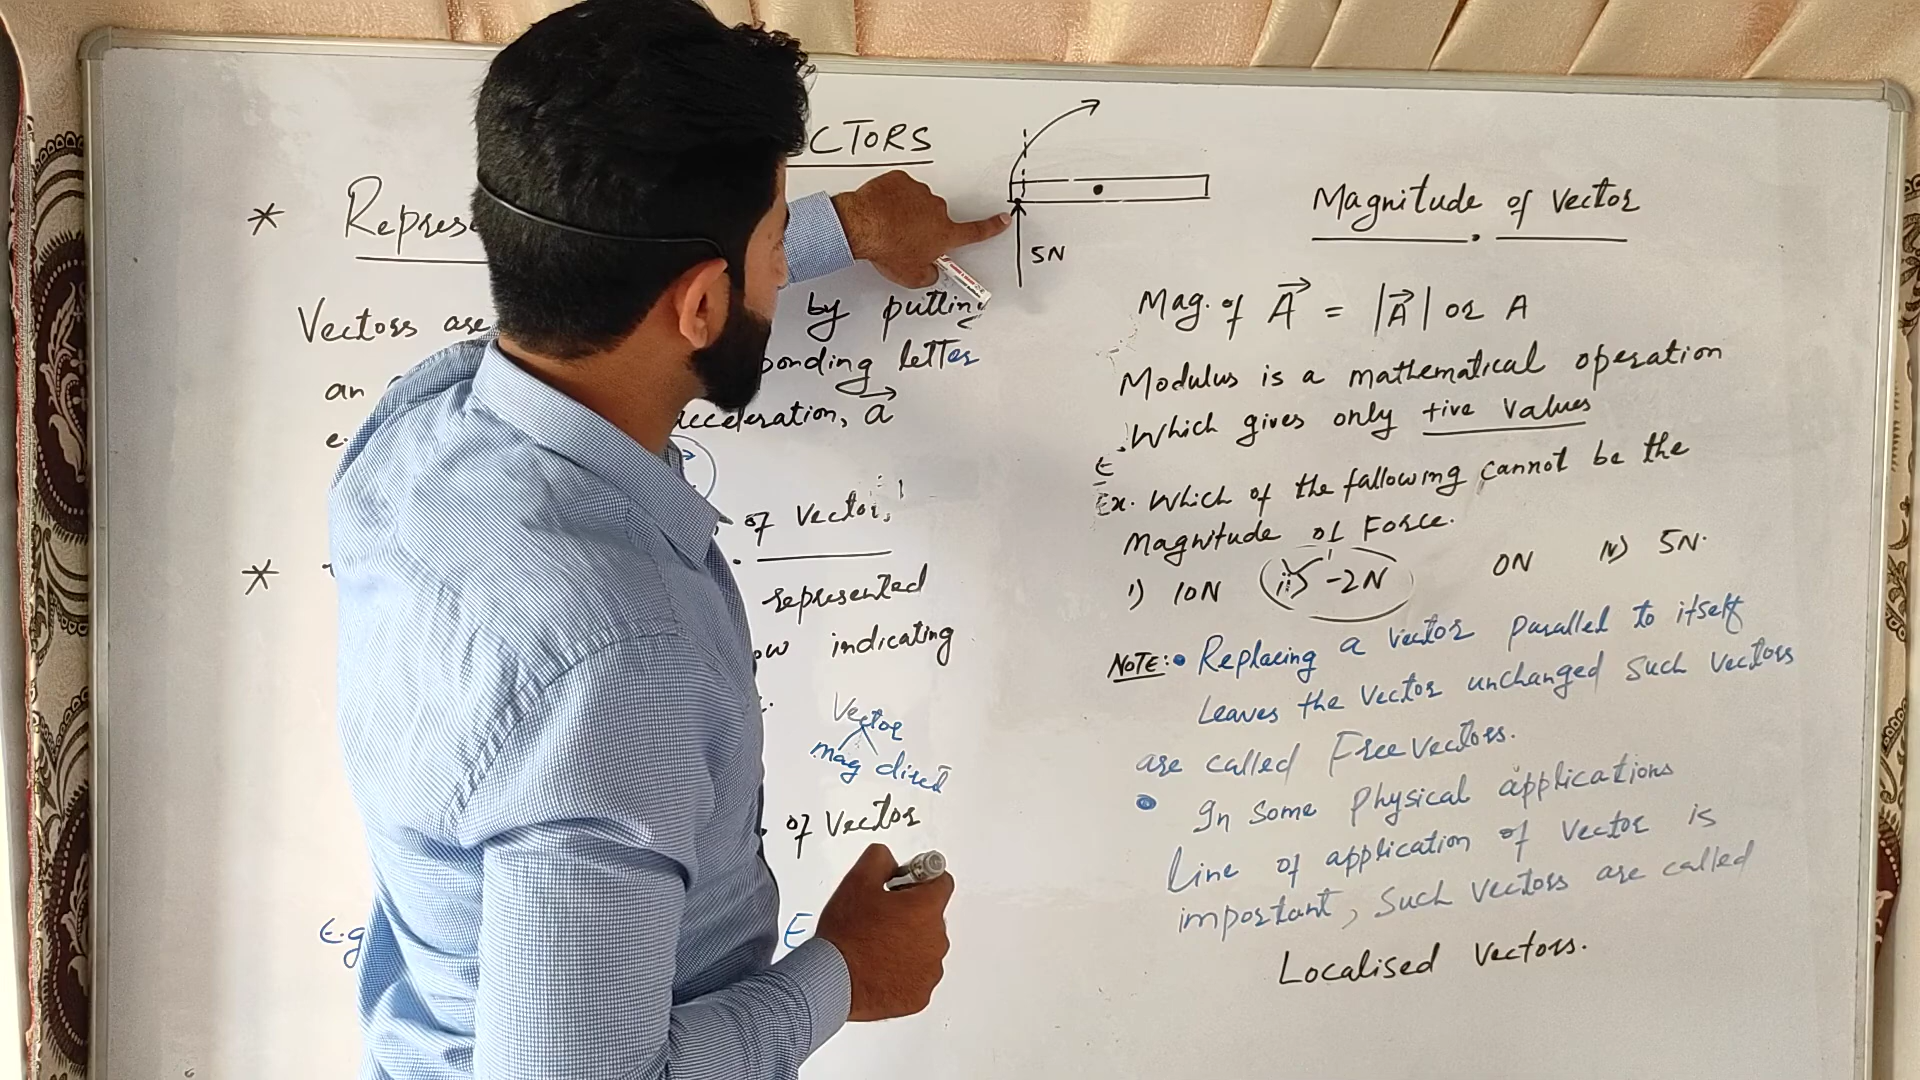 CTORS
* Represe
Vectors are by putting
an ponding letter
e. acceleration, a
of Vector
*
represented
ow indicating
Vector
mag direct
of Vector
E.g E
5N
Magnitude of Vector
Mag. of A = |A| or A
Modulus is a mathematical operation
Which gives only +ive Values
Ex. Which of the following cannot be the
Magnitude of Force.
i) 10N ii) -2N 0N iv) 5N.
NOTE: • Replacing a vector parallel to itself
Leaves the Vector unchanged Such Vectors
are called Free Vectors.
• In Some Physical applications
Line of application of Vector is
important, Such Vectors are called
Localised Vectors.